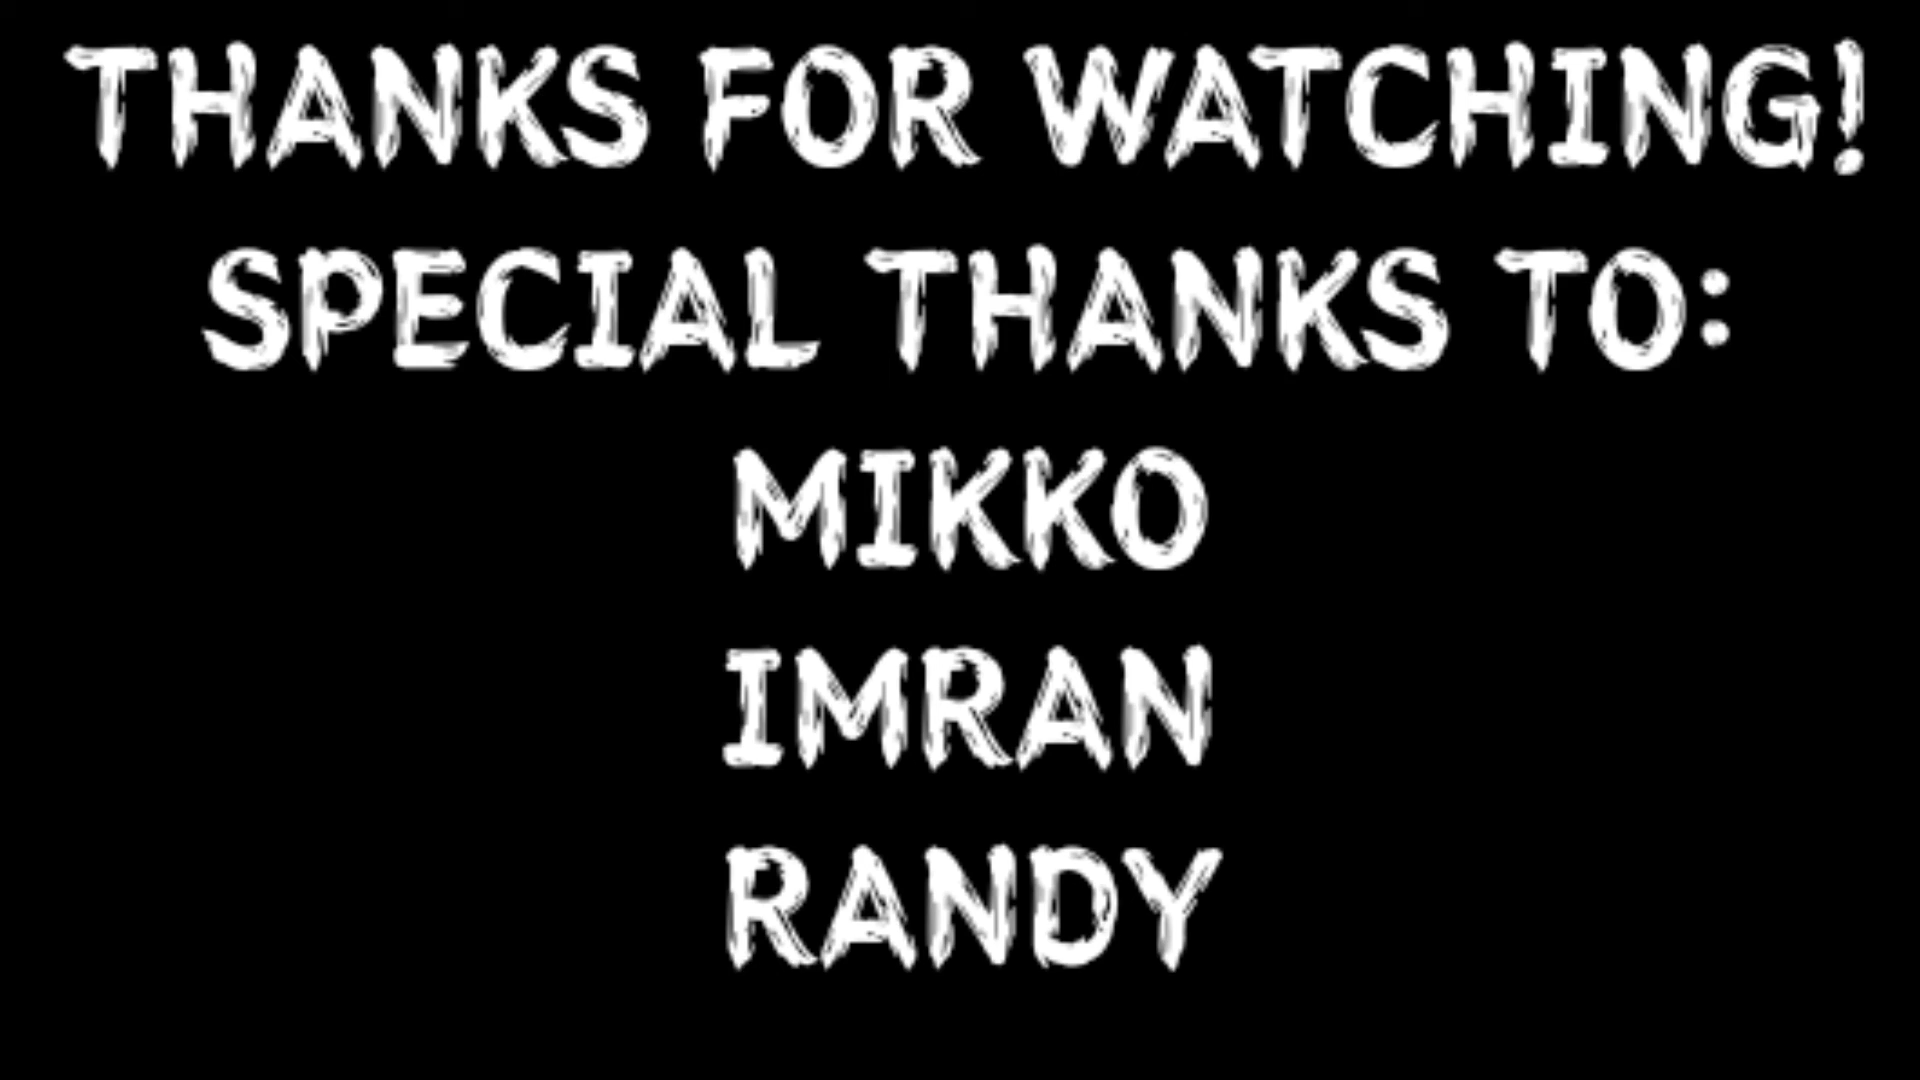 THANKS FOR WATCHING!
SPECIAL THANKS TO:
MIKKO
IMRAN
RANDY